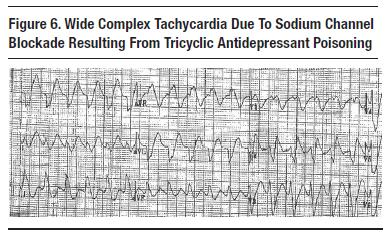 Figure 6. Wide Complex Tachycardia Due To Sodium Channel
Blockade Resulting From Tricyclic Antidepressant Poisoning